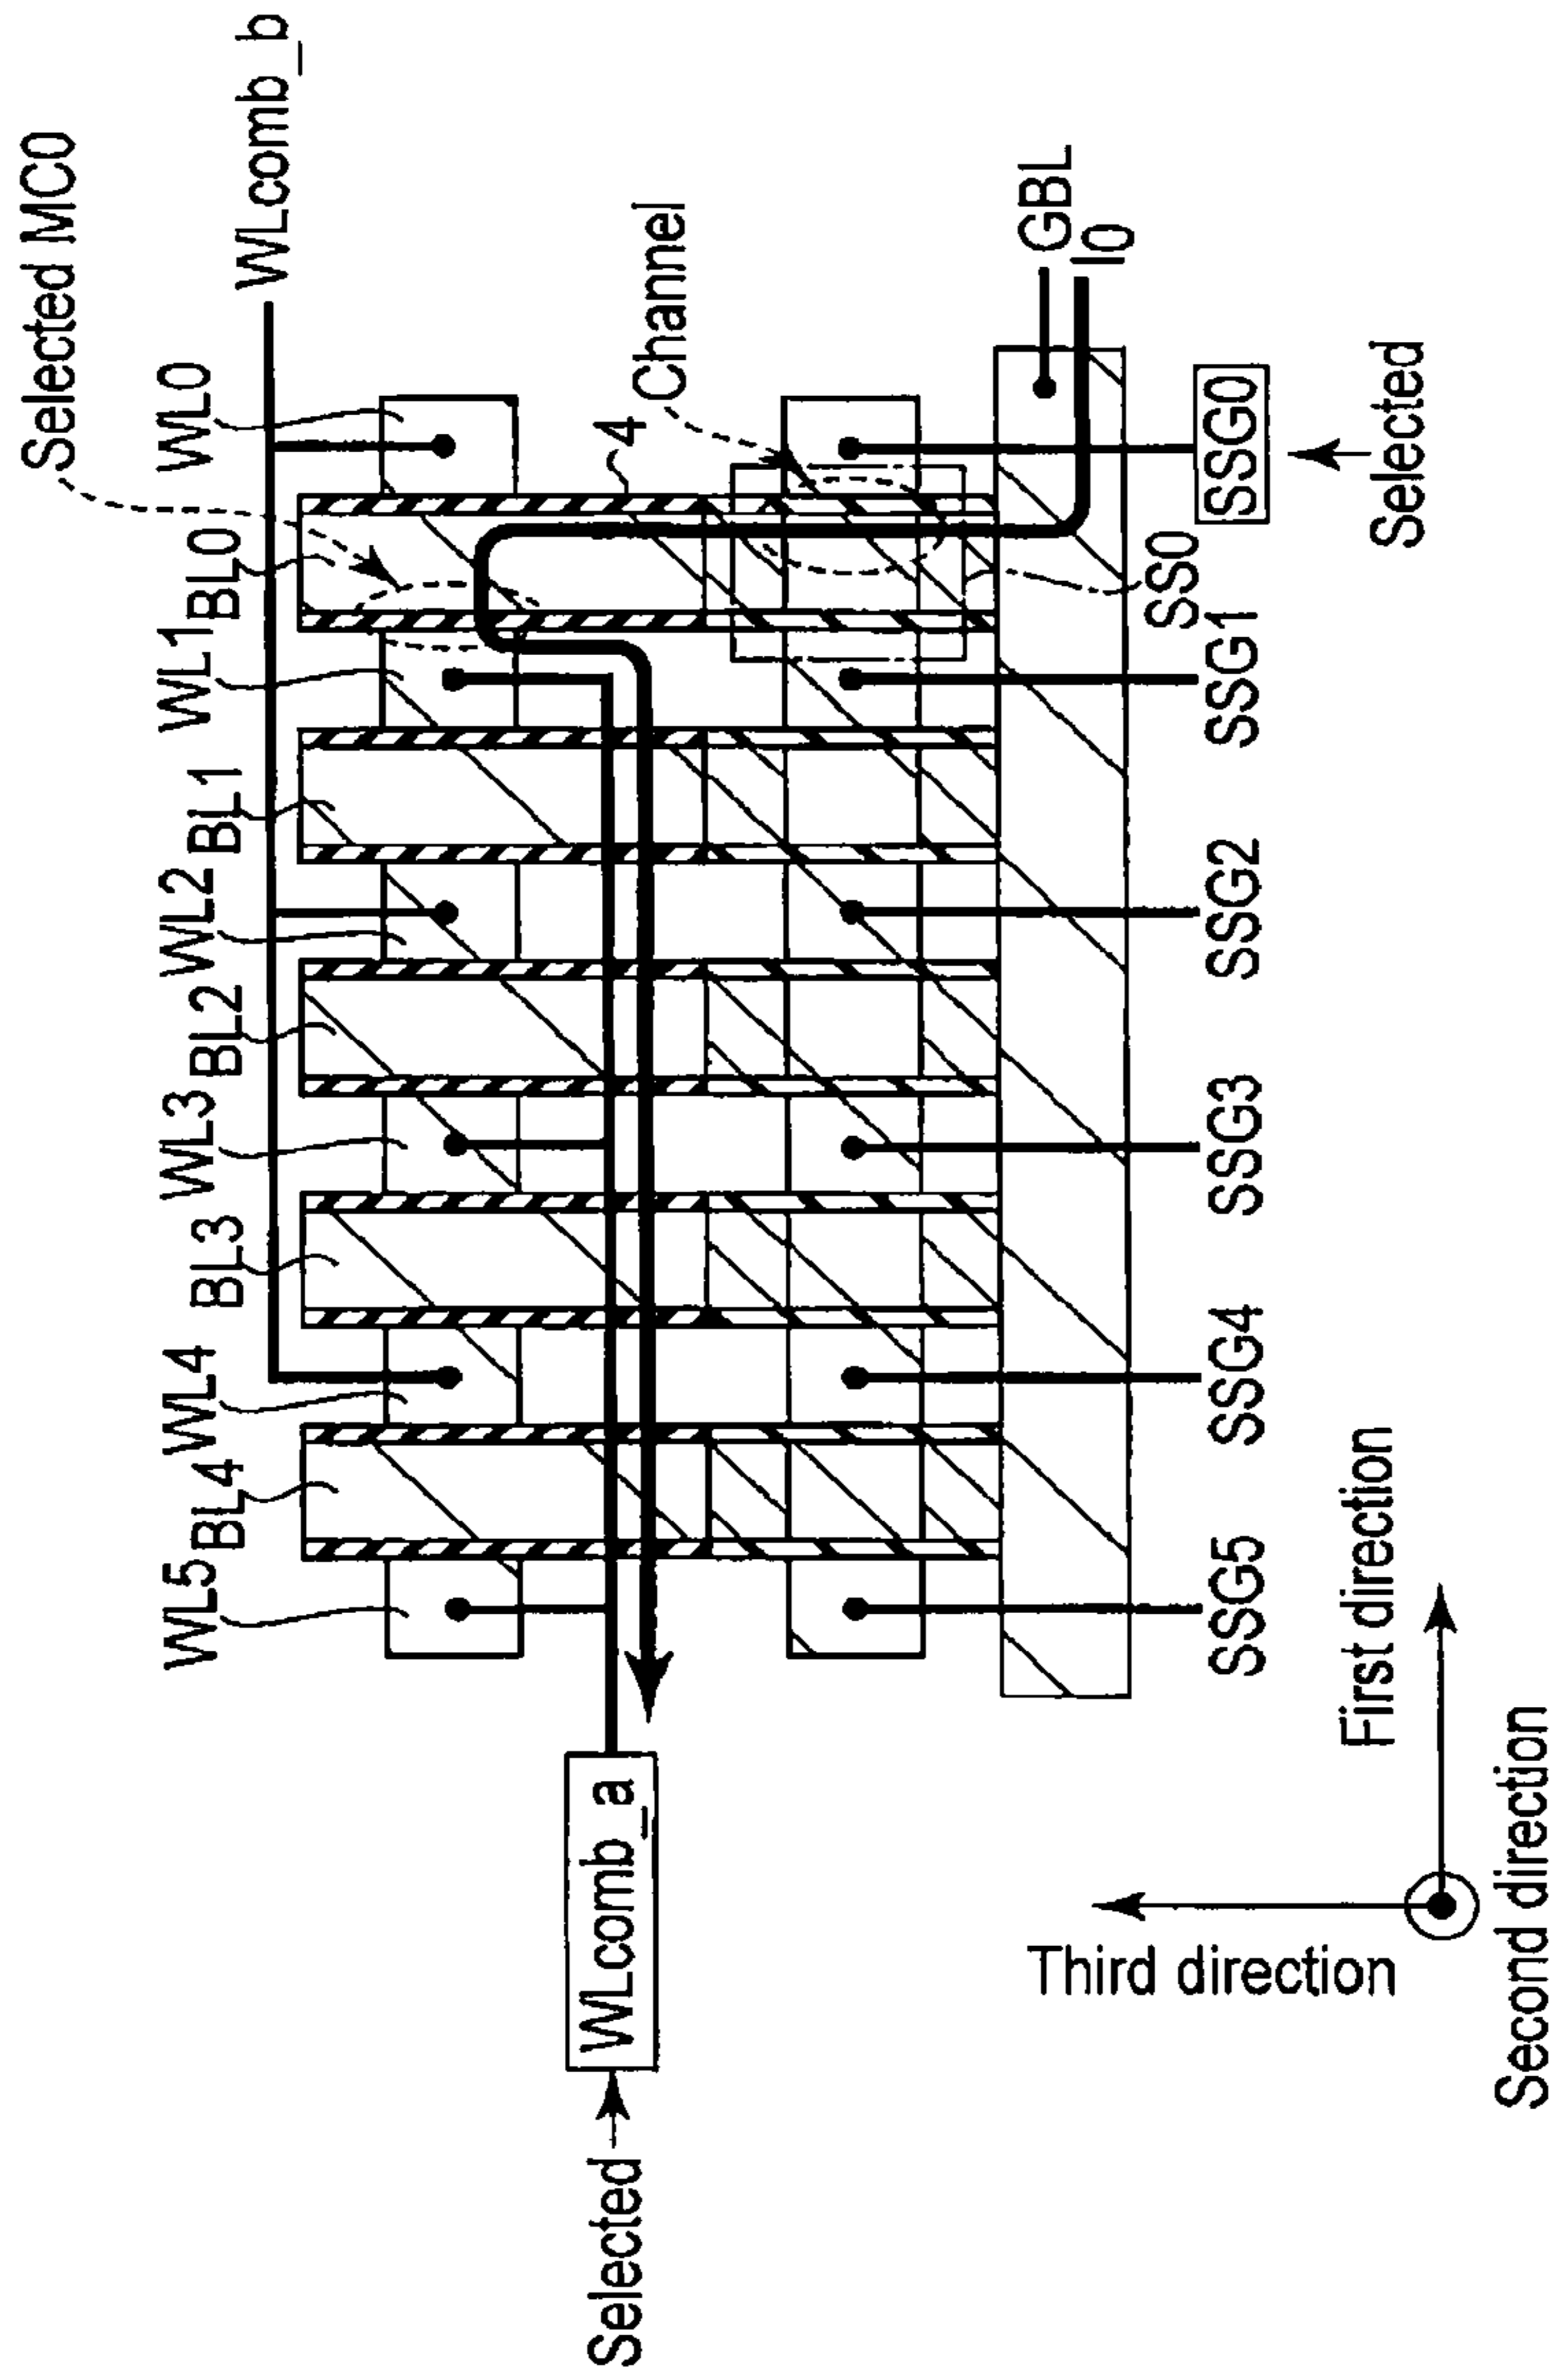 Selected MC0
WLcomb_b
WL5
BL4
WL4
BL3
WL3
BL2
WL2
BL1
WL1
BL0
WL0
4
Channel
GBL
I0
WLcomb_a
Selected
SS0
SSG5
SSG4
SSG3
SSG2
SSG1
SSG0
Selected
Third direction
First direction
Second direction